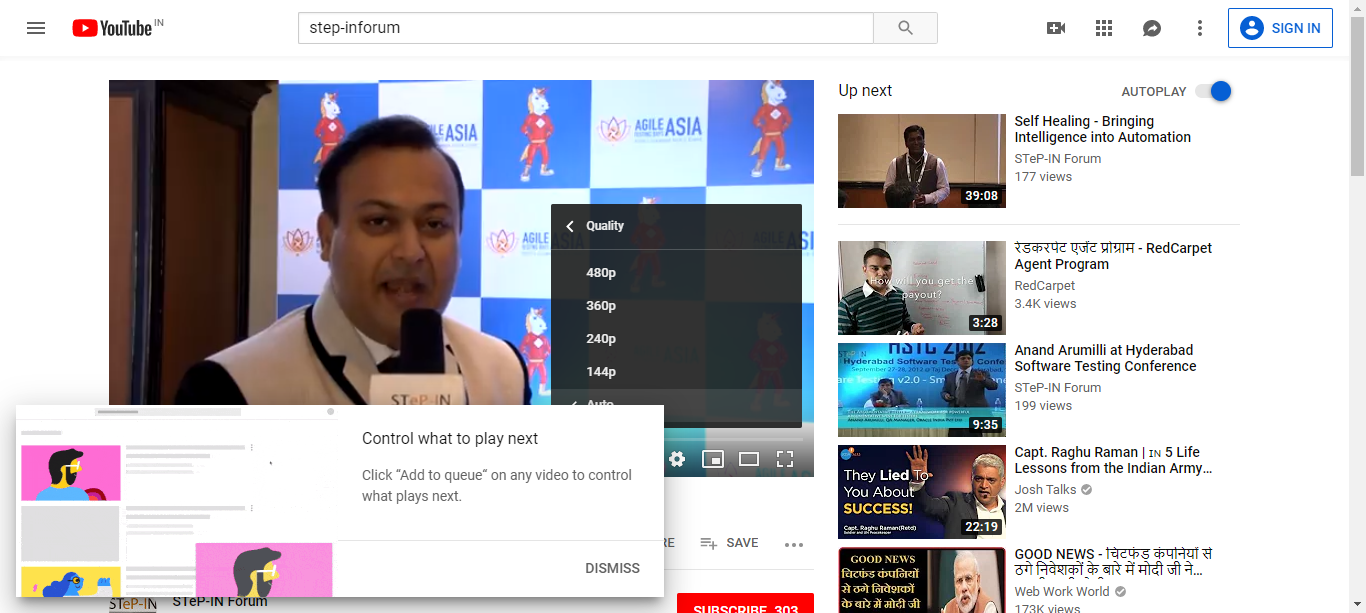 YouTube IN
step-inforum
SIGN IN
AGILE ASIA
AGILE
Quality
480p
360p
240p
144p
Auto
STeP-IN
Control what to play next
Click “Add to queue” on any video to control
what plays next.
DISMISS
SAVE
STeP-IN
STeP-IN Forum
SUBSCRIBE 303
Up next
AUTOPLAY
39:08
Self Healing - Bringing
Intelligence into Automation
STeP-IN Forum
177 views
How will you get the
payout?
3:28
रेडकरपेट एजेंट प्रोग्राम - RedCarpet
Agent Program
RedCarpet
3.4K views
Hyderabad Software Testing Confe
September 27-28, 2012
9:35
Anand Arumilli at Hyderabad
Software Testing Conference
STeP-IN Forum
199 views
They Lied To
You About
SUCCESS!
Capt. Raghu Raman(Retd)
22:19
Capt. Raghu Raman | IN 5 Life
Lessons from the Indian Army...
Josh Talks
2M views
GOOD NEWS
चिटफंड कंपनियों
से ठगे निवेशकों
के बारे में मोदी जी
GOOD NEWS - चिटफंड कंपनियों से
ठगे निवेशकों के बारे में मोदी जी ने...
Web Work World
173K views